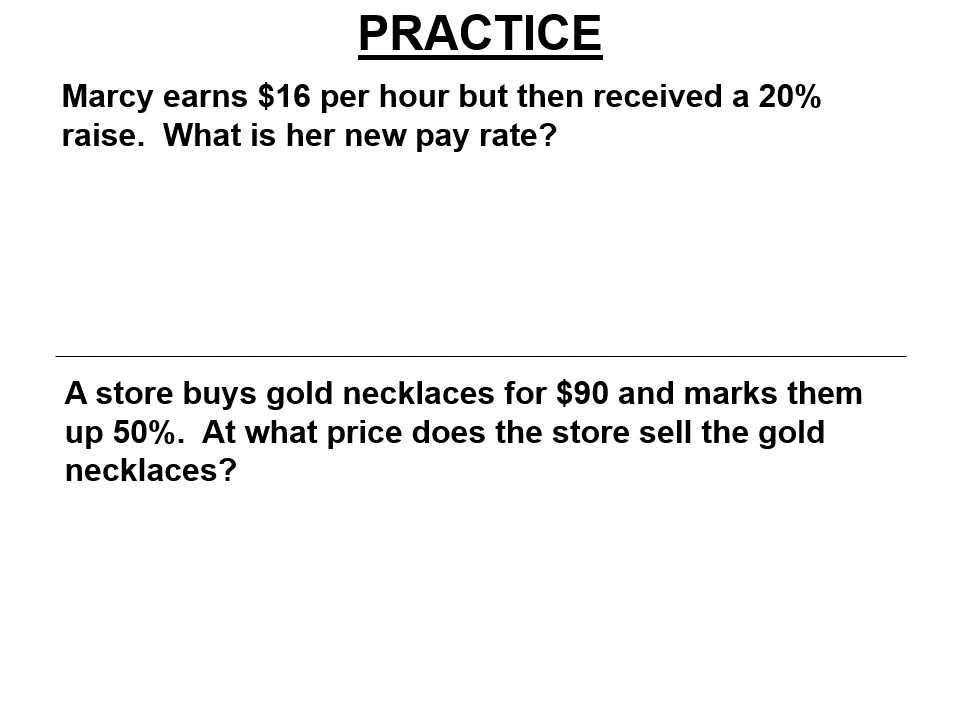 PRACTICE
Marcy earns $16 per hour but then received a 20%
raise.  What is her new pay rate?
A store buys gold necklaces for $90 and marks them
up 50%.  At what price does the store sell the gold
necklaces?